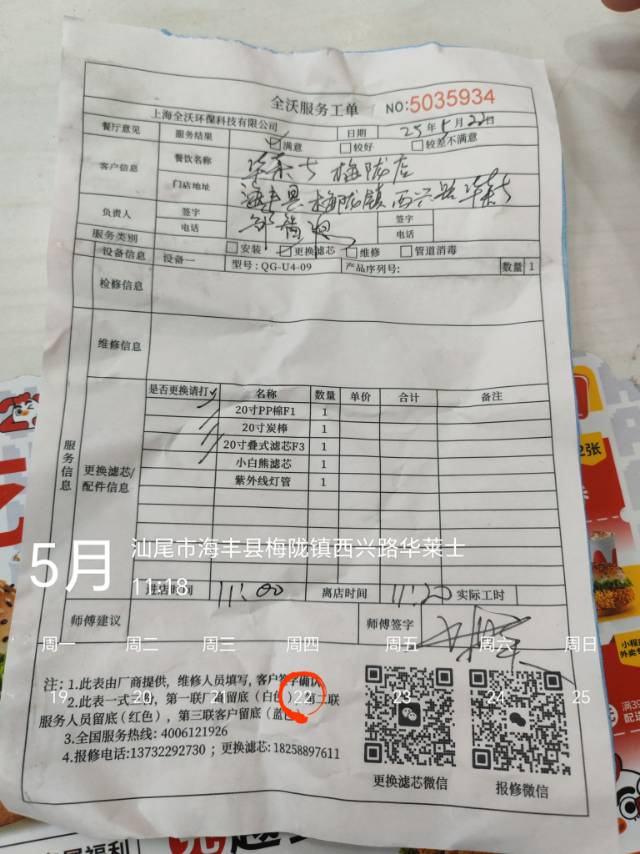 全沃服务工单 NO:5035934
上海全沃环保科技有限公司
日期 25年5月22日
餐厅意见 服务结果 满意 较好 较差不满意
客户信息 餐饮名称 华莱士 梅陇店
门店地址 海丰县梅陇镇西兴路华莱士
负责人 签字 签字
电话 电话
服务类别 安装 更换滤芯 维修 管道消毒
设备信息 设备一 型号: QG-U4-09 产品序列号: 数量 1
检修信息
维修信息
服务信息
更换滤芯/配件信息
是否更换请打✓ 名称 数量 单价 合计 备注
20寸PP棉F1 1
20寸炭棒 1
20寸叠式滤芯F3 1
小白熊滤芯 1
紫外线灯管 1
5月 汕尾市海丰县梅陇镇西兴路华莱士
11:18
进店时间 11:00 离店时间 11:20 实际工时
师傅建议 师傅签字
周一 周二 周三 周四 周五 周六 周日
19 20 21 22 23 24 25
注: 1.此表由厂商提供, 维修人员填写, 客户签字确认
2.此表一式三份, 第一联厂商留底 (白色) 第二联
服务人员留底 (红色) , 第三联客户留底 (蓝色)
3.全国服务热线: 4006121926
4.报修电话:13732292730 ; 更换滤芯: 18258897611
更换滤芯微信 报修微信
2张
配送